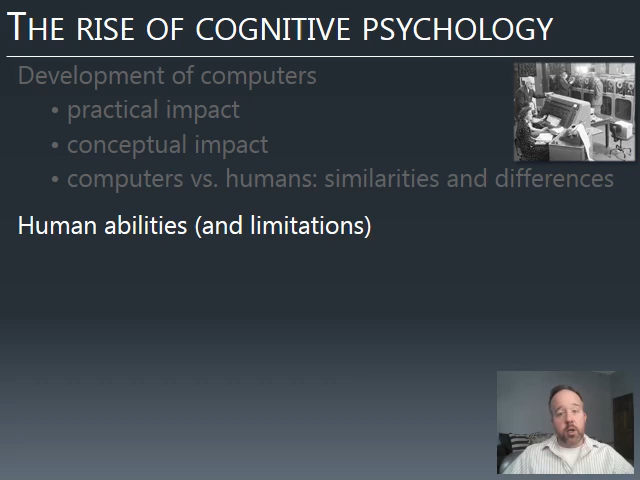 THE RISE OF COGNITIVE PSYCHOLOGY
Development of computers
• practical impact
• conceptual impact
• computers vs. humans: similarities and differences
Human abilities (and limitations)